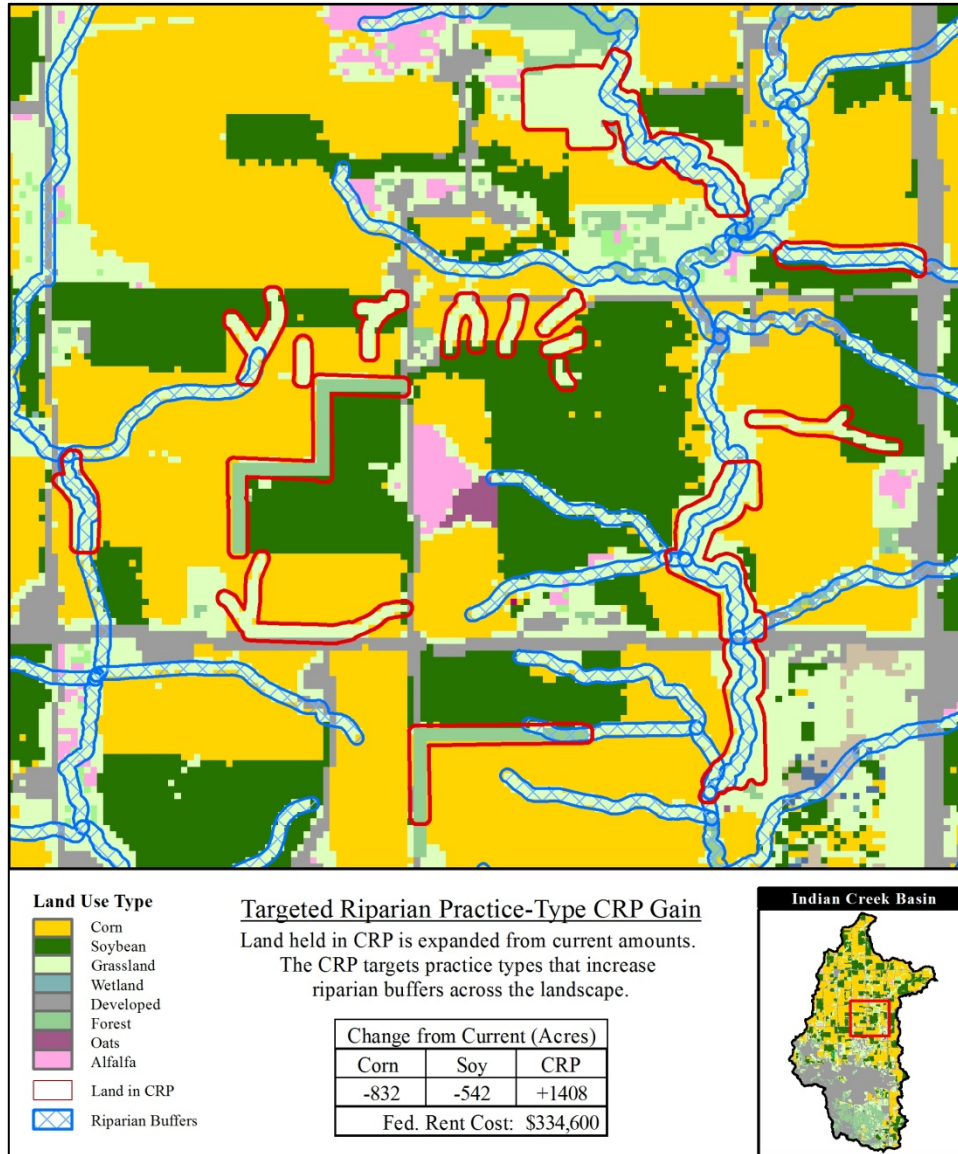 Land Use Type
Corn
Soybean
Grassland
Wetland
Developed
Forest
Oats
Alfalfa
Land in CRP
Riparian Buffers
Targeted Riparian Practice-Type CRP Gain
Land held in CRP is expanded from current amounts.
The CRP targets practice types that increase
riparian buffers across the landscape.
Change from Current (Acres)
Corn Soy CRP
-832 -542 +1408
Fed. Rent Cost: $334,600
Indian Creek Basin